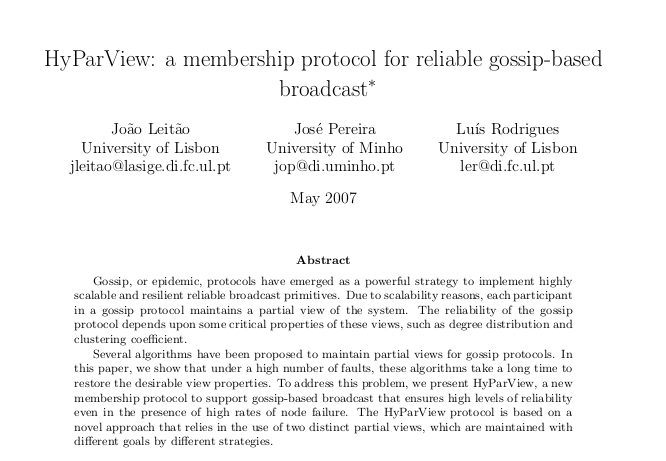 HyParView: a membership protocol for reliable gossip-based
broadcast*
João Leitão
University of Lisbon
jleitao@lasige.di.fc.ul.pt
José Pereira
University of Minho
jop@di.uminho.pt
Luís Rodrigues
University of Lisbon
ler@di.fc.ul.pt
May 2007
Abstract
Gossip, or epidemic, protocols have emerged as a powerful strategy to implement highly
scalable and resilient reliable broadcast primitives. Due to scalability reasons, each participant
in a gossip protocol maintains a partial view of the system. The reliability of the gossip
protocol depends upon some critical properties of these views, such as degree distribution and
clustering coefficient.
Several algorithms have been proposed to maintain partial views for gossip protocols. In
this paper, we show that under a high number of faults, these algorithms take a long time to
restore the desirable view properties. To address this problem, we present HyParView, a new
membership protocol to support gossip-based broadcast that ensures high levels of reliability
even in the presence of high rates of node failure. The HyParView protocol is based on a
novel approach that relies in the use of two distinct partial views, which are maintained with
different goals by different strategies.